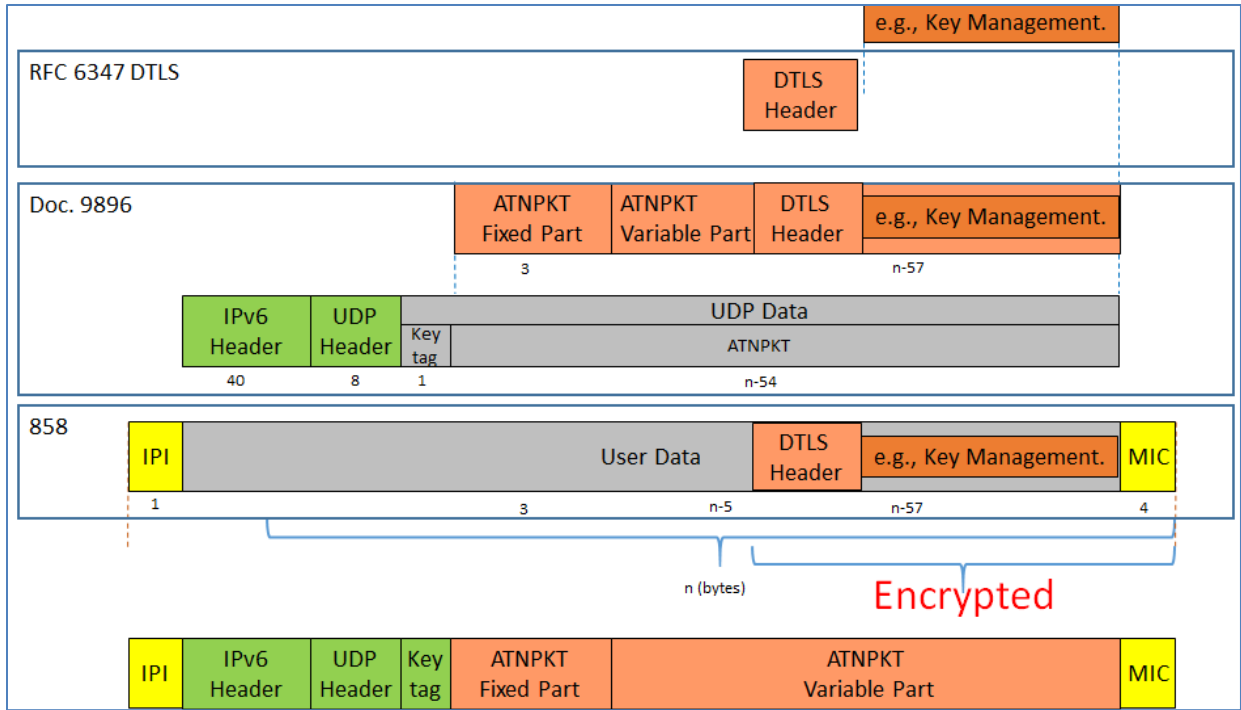 e.g., Key Management.
RFC 6347 DTLS
DTLS
Header
Doc. 9896
ATNPKT
Fixed Part
ATNPKT
Variable Part
DTLS
Header
e.g., Key Management.
3
n-57
IPv6
Header
UDP
Header
UDP Data
Key
tag
ATNPKT
40
8
1
n-54
858
IPI
User Data
DTLS
Header
e.g., Key Management.
MIC
1
3
n-5
n-57
4
n (bytes)
Encrypted
IPI
IPv6
Header
UDP
Header
Key
tag
ATNPKT
Fixed Part
ATNPKT
Variable Part
MIC